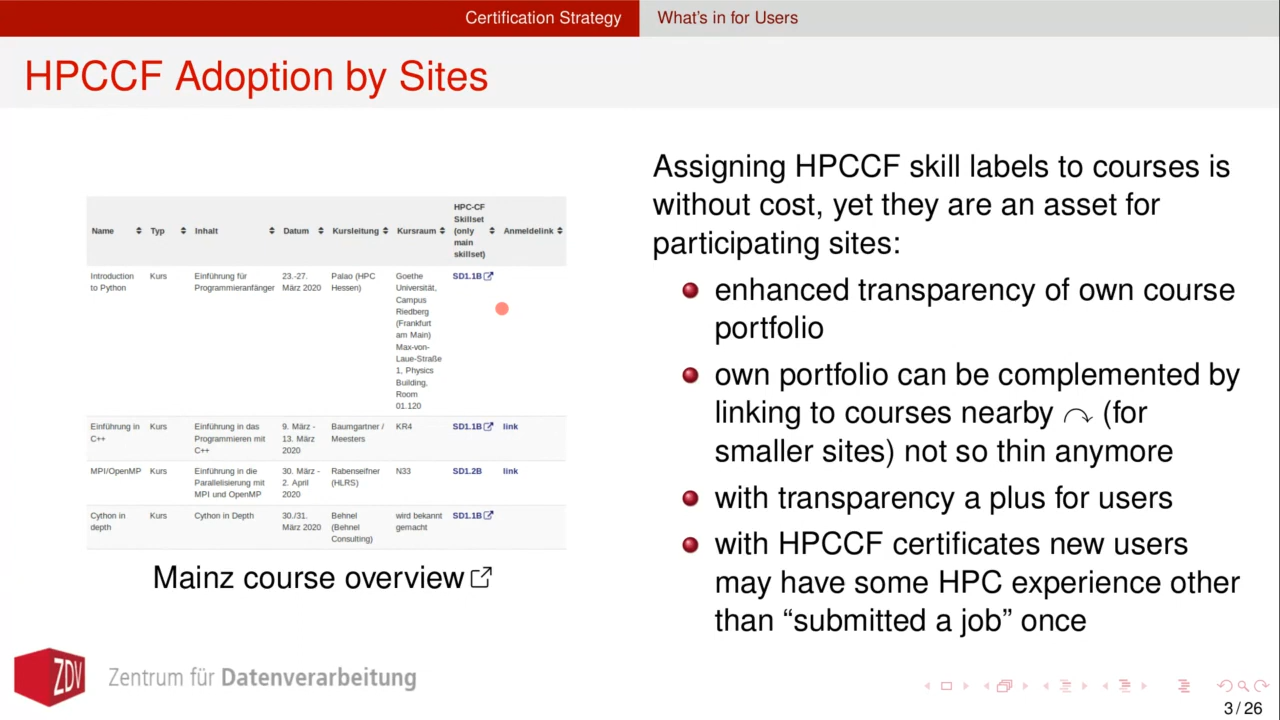 Certification Strategy
What's in for Users
HPCCF Adoption by Sites
Name Typ Inhalt Datum Kursleitung Kursraum HPC-CF Skillset (only main skillset) Anmeldelink
Introduction to Python Kurs Einführung für Programmieranfänger 23.-27. März 2020 Palao (HPC Hessen) Goethe Universität, Campus Riedberg (Frankfurt am Main) Max-von-Laue-Straße 1, Physics Building, Room 01.120 SD1.1B
Einführung in C++ Kurs Einführung in das Programmieren mit C++ 9. März - 13. März 2020 Baumgartner / Meesters KR4 SD1.1B link
MPI/OpenMP Kurs Einführung in die Parallelisierung mit MPI und OpenMP 30. März - 2. April 2020 Rabenseifner (HLRS) N33 SD1.2B link
Cython in depth Kurs Cython in Depth 30./31. März 2020 Behnel (Behnel Consulting) wird bekannt gemacht SD1.1B
Mainz course overview
Assigning HPCCF skill labels to courses is
without cost, yet they are an asset for
participating sites:
enhanced transparency of own course
portfolio
own portfolio can be complemented by
linking to courses nearby ↷ (for
smaller sites) not so thin anymore
with transparency a plus for users
with HPCCF certificates new users
may have some HPC experience other
than “submitted a job” once
ZDV Zentrum für Datenverarbeitung
3 / 26